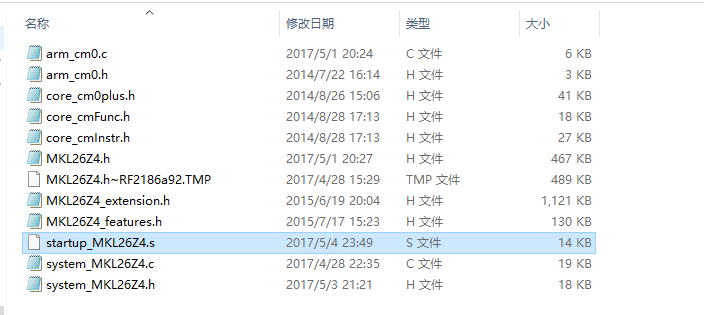 名称 修改日期 类型 大小
arm_cm0.c 2017/5/1 20:24 C 文件 6 KB
arm_cm0.h 2014/7/22 16:14 H 文件 3 KB
core_cm0plus.h 2014/8/26 15:06 H 文件 41 KB
core_cmFunc.h 2014/8/28 17:13 H 文件 18 KB
core_cmInstr.h 2014/8/28 17:13 H 文件 27 KB
MKL26Z4.h 2017/5/1 20:27 H 文件 467 KB
MKL26Z4.h~RF2186a92.TMP 2017/4/28 15:29 TMP 文件 489 KB
MKL26Z4_extension.h 2015/6/19 20:04 H 文件 1,121 KB
MKL26Z4_features.h 2015/7/17 15:23 H 文件 130 KB
startup_MKL26Z4.s 2017/5/4 23:49 S 文件 14 KB
system_MKL26Z4.c 2017/4/28 22:35 C 文件 19 KB
system_MKL26Z4.h 2017/5/3 21:21 H 文件 18 KB